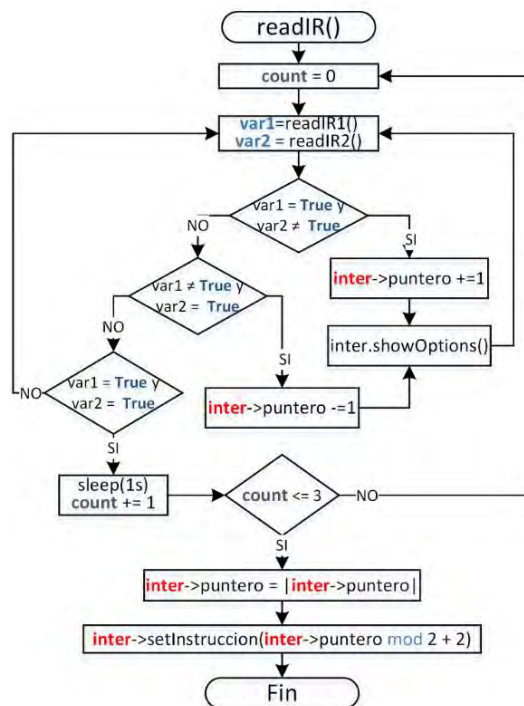 readIR()
count = 0
var1=readIR1()
var2 = readIR2()
var1 = True y
var2 ≠ True
NO
SI
var1 ≠ True y
var2 = True
inter->puntero +=1
NO
SI
inter.showOptions()
var1 = True y
var2 = True
NO
inter->puntero -=1
SI
sleep(1s)
count += 1
count <= 3
NO
SI
inter->puntero = |inter->puntero|
inter->setInstruccion(inter->puntero mod 2 + 2)
Fin